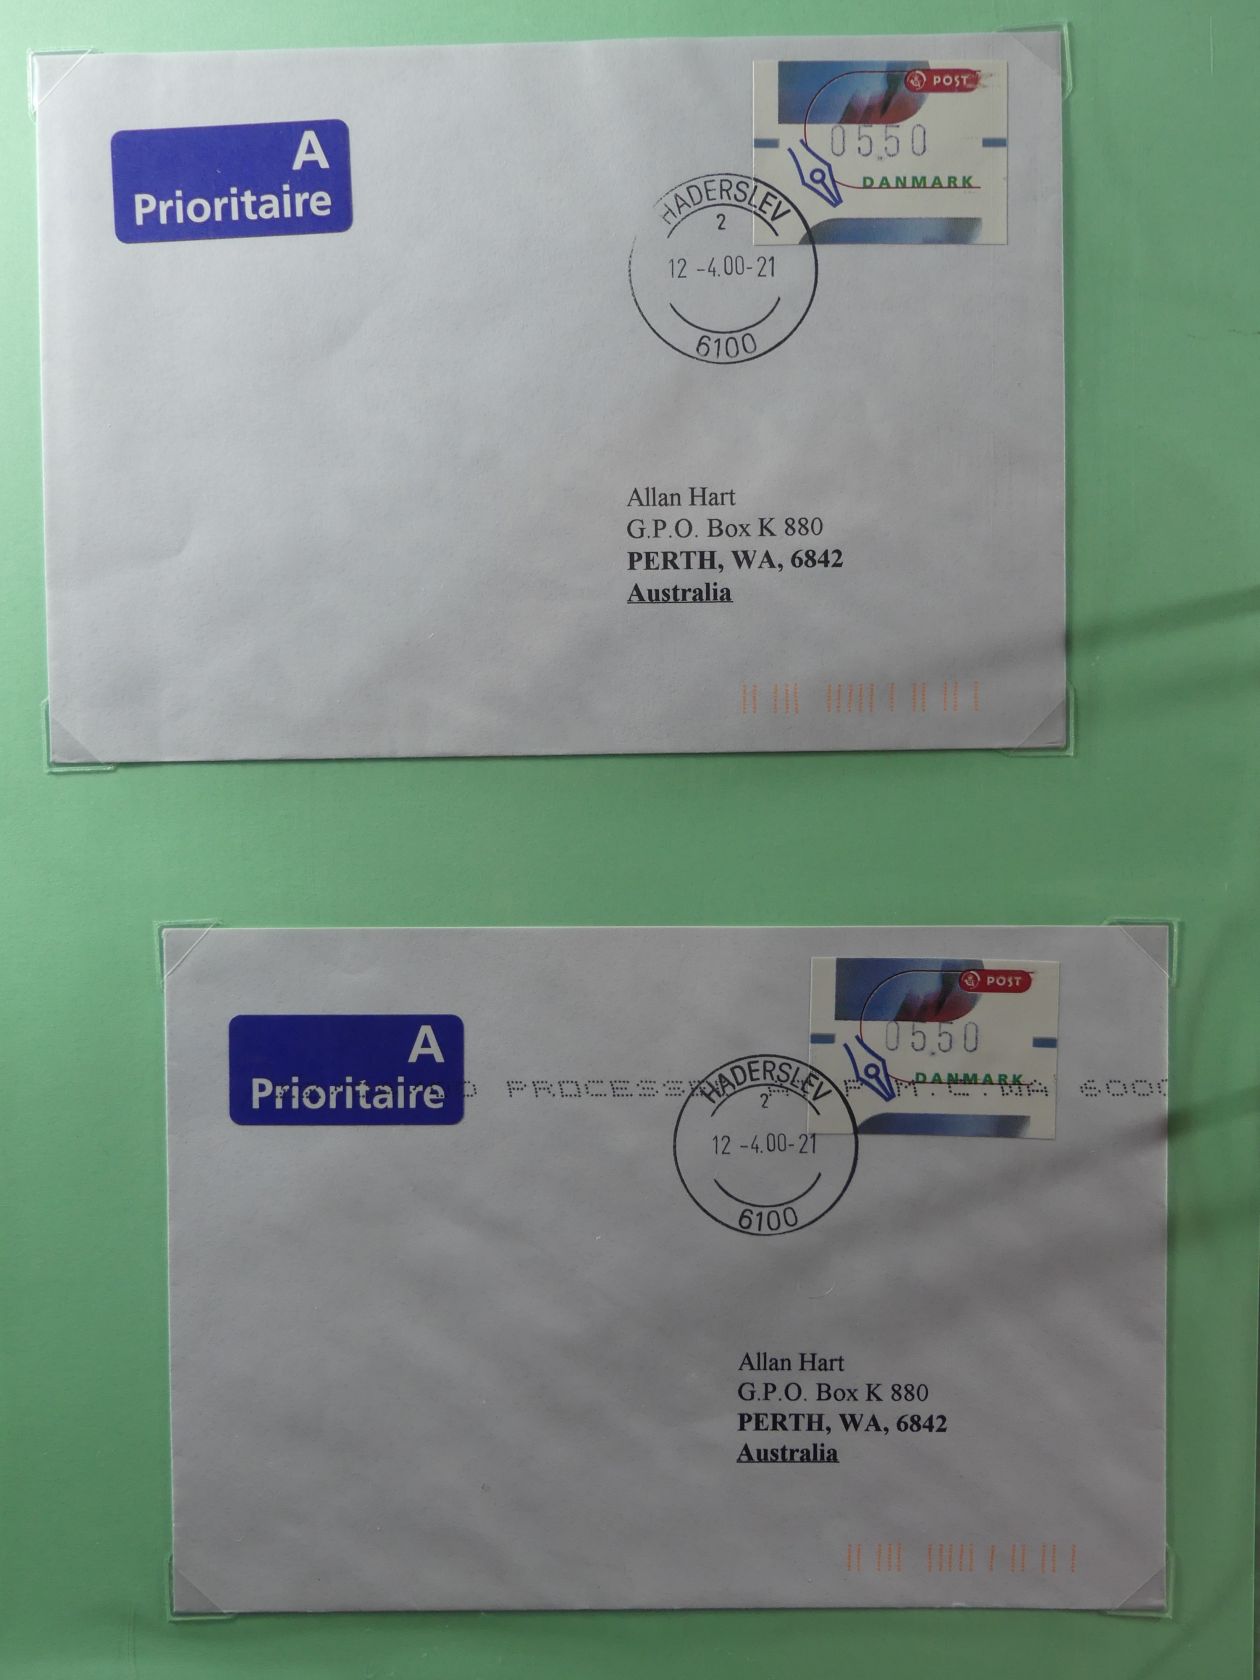 A
Prioritaire
POST
05.50
DANMARK
HADERSLEV
2
12 -4.00-21
6100
Allan Hart
G.P.O. Box K 880
PERTH, WA, 6842
Australia
A
Prioritaire
POST
05.50
DANMARK
PROCESSED 6000
HADERSLEV
2
12 -4.00-21
6100
Allan Hart
G.P.O. Box K 880
PERTH, WA, 6842
Australia